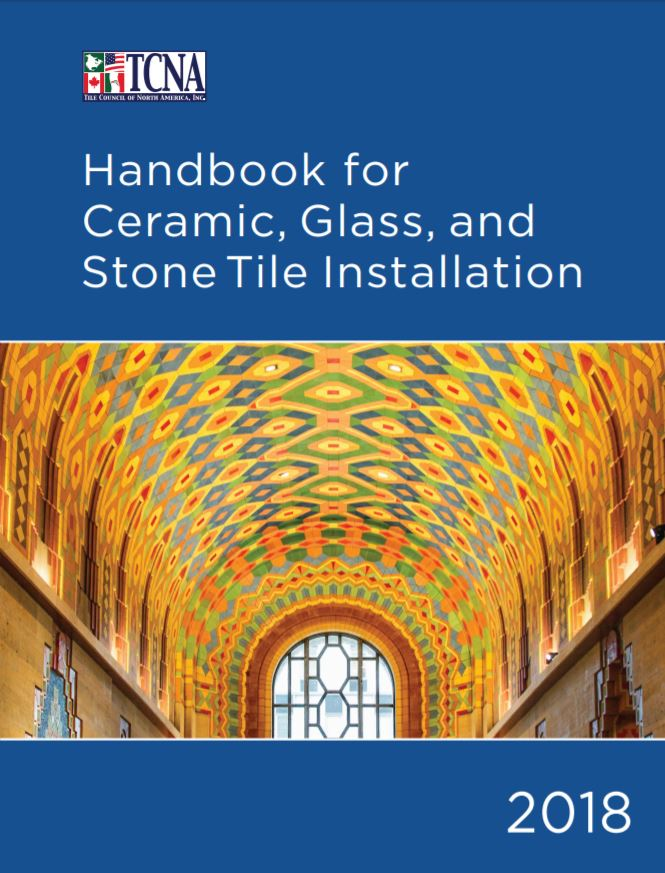 TCNA
TILE COUNCIL OF NORTH AMERICA, INC.
Handbook for
Ceramic, Glass, and
Stone Tile Installation
2018